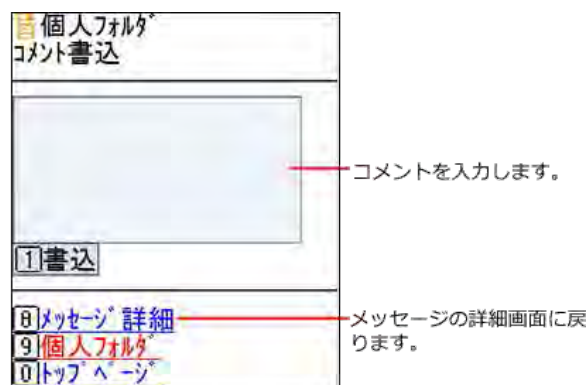 個人ﾌｫﾙﾀﾞ
ｺﾒﾝﾄ書込
コメントを入力します。
1書込
8ﾒｯｾｰｼﾞ詳細
メッセージの詳細画面に戻
ります。
9個人ﾌｫﾙﾀﾞ
0ﾄｯﾌﾟﾍﾟｰｼﾞ